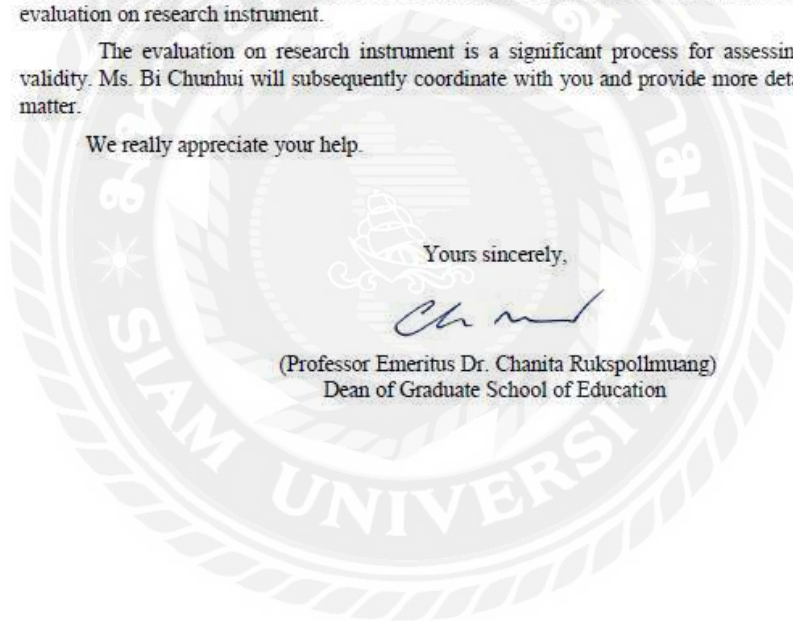 evaluation on research instrument.
The evaluation on research instrument is a significant process for
validity. Ms. Bi Chunhui will subsequently coordinate with you and provide more
matter.
We really appreciate your help.
Yours sincerely,
(Professor Emeritus Dr. Chanita Rukspollmuang)
Dean of Graduate School of Education
SIAM UNIVERSITY